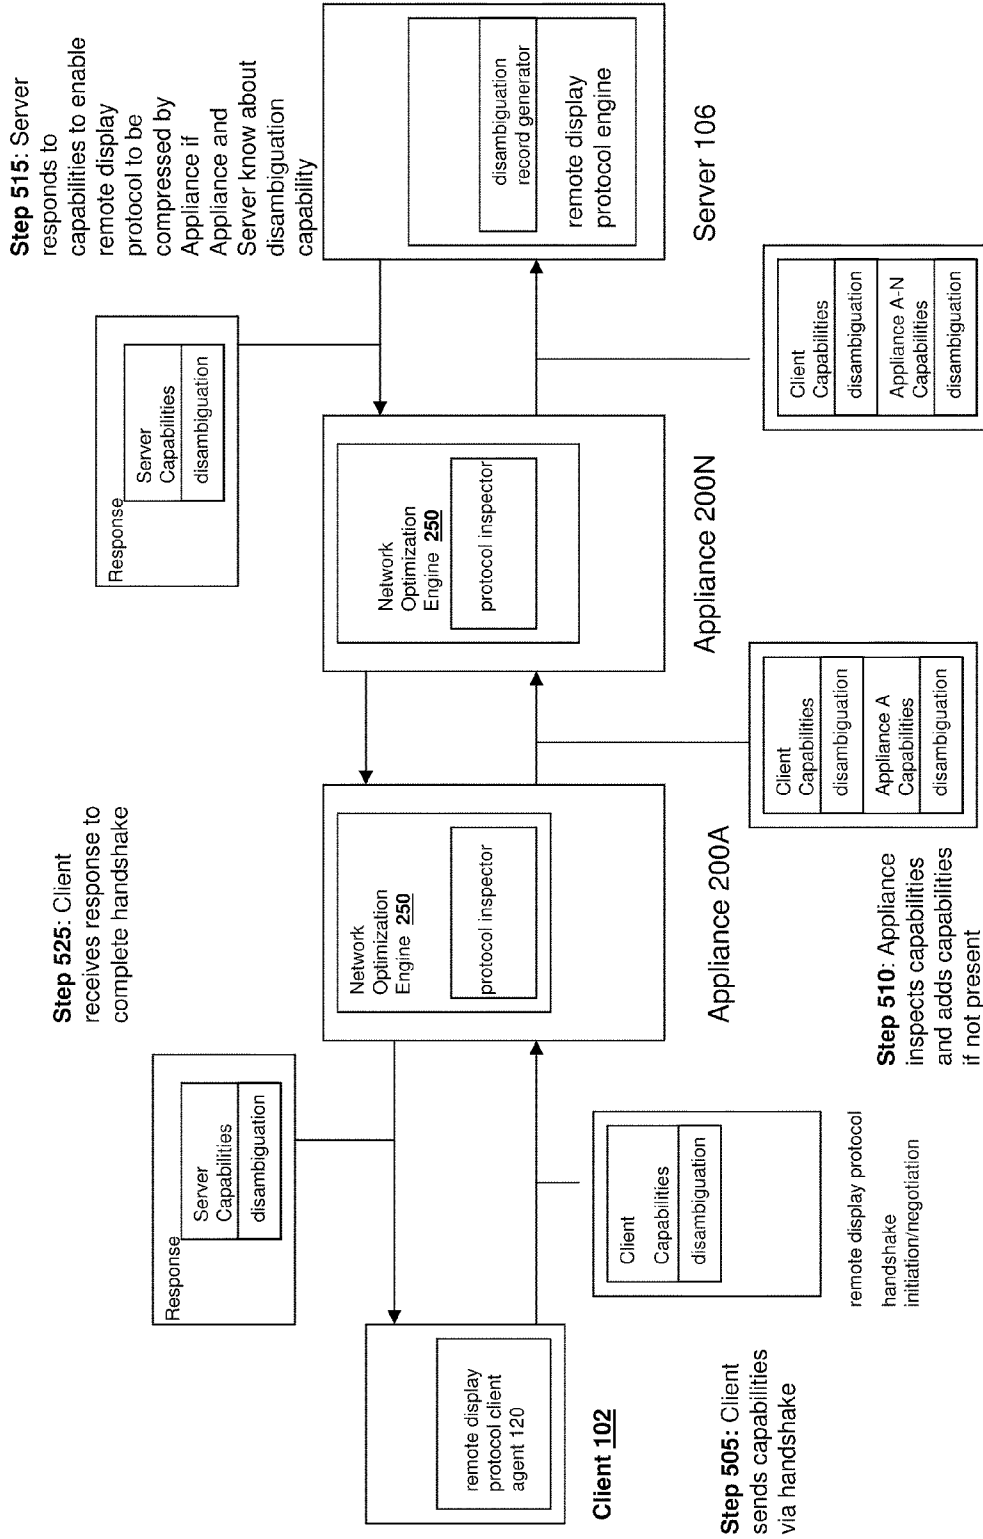 Step 525: Client
receives response to
complete handshake
Step 515: Server
responds to
capabilities to enable
remote display
protocol to be
compressed by
Appliance if
Appliance and
Server know about
disambiguation
capability
Response
Server
Capabilities
disambiguation
Response
Server
Capabilities
disambiguation
remote display
protocol client
agent 120
Client 102
Network
Optimization
Engine 250
protocol inspector
Appliance 200A
Network
Optimization
Engine 250
protocol inspector
Appliance 200N
disambiguation
record generator
remote display
protocol engine
Server 106
Client
Capabilities
disambiguation
remote display protocol
handshake
initiation/negotiation
Client
Capabilities
disambiguation
Appliance A
Capabilities
disambiguation
Client
Capabilities
disambiguation
Appliance A-N
Capabilities
disambiguation
Step 505: Client
sends capabilities
via handshake
Step 510: Appliance
inspects capabilities
and adds capabilities
if not present